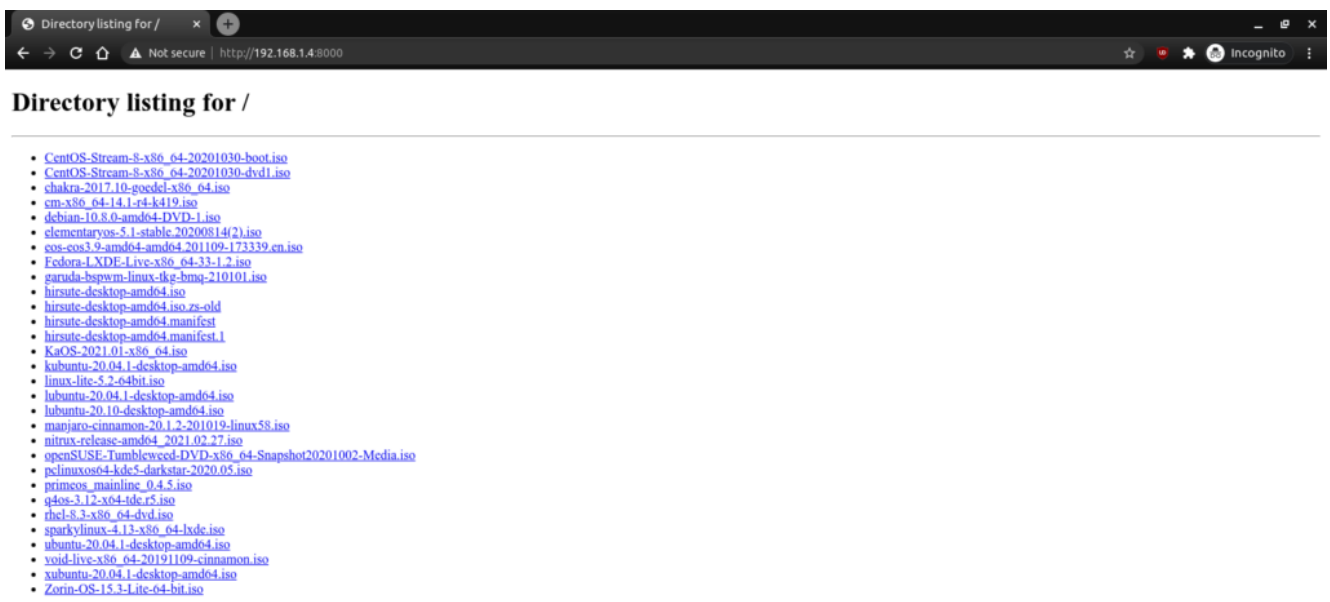 Directory listing for /
Not secure | http://192.168.1.4:8000
Incognito
Directory listing for /
CentOS-Stream-8-x86_64-20201030-boot.iso
CentOS-Stream-8-x86_64-20201030-dvd1.iso
chakra-2017.10-goedel-x86_64.iso
cm-x86_64-14.1-r4-k419.iso
debian-10.8.0-amd64-DVD-1.iso
elementaryos-5.1-stable.20200814(2).iso
eos-eos3.9-amd64-amd64.201109-173339.en.iso
Fedora-LXDE-Live-x86_64-33-1.2.iso
garuda-bspwm-linux-tkg-bmq-210101.iso
hirsute-desktop-amd64.iso
hirsute-desktop-amd64.iso.zs-old
hirsute-desktop-amd64.manifest
hirsute-desktop-amd64.manifest.1
KaOS-2021.01-x86_64.iso
kubuntu-20.04.1-desktop-amd64.iso
linux-lite-5.2-64bit.iso
lubuntu-20.04.1-desktop-amd64.iso
lubuntu-20.10-desktop-amd64.iso
manjaro-cinnamon-20.1.2-201019-linux58.iso
nitrux-release-amd64_2021.02.27.iso
openSUSE-Tumbleweed-DVD-x86_64-Snapshot20201002-Media.iso
pclinuxos64-kde5-darkstar-2020.05.iso
primeos_mainline_0.4.5.iso
q4os-3.12-x64-tde.r5.iso
rhel-8.3-x86_64-dvd.iso
sparkylinux-4.13-x86_64-lxde.iso
ubuntu-20.04.1-desktop-amd64.iso
void-live-x86_64-20191109-cinnamon.iso
xubuntu-20.04.1-desktop-amd64.iso
Zorin-OS-15.3-Lite-64-bit.iso